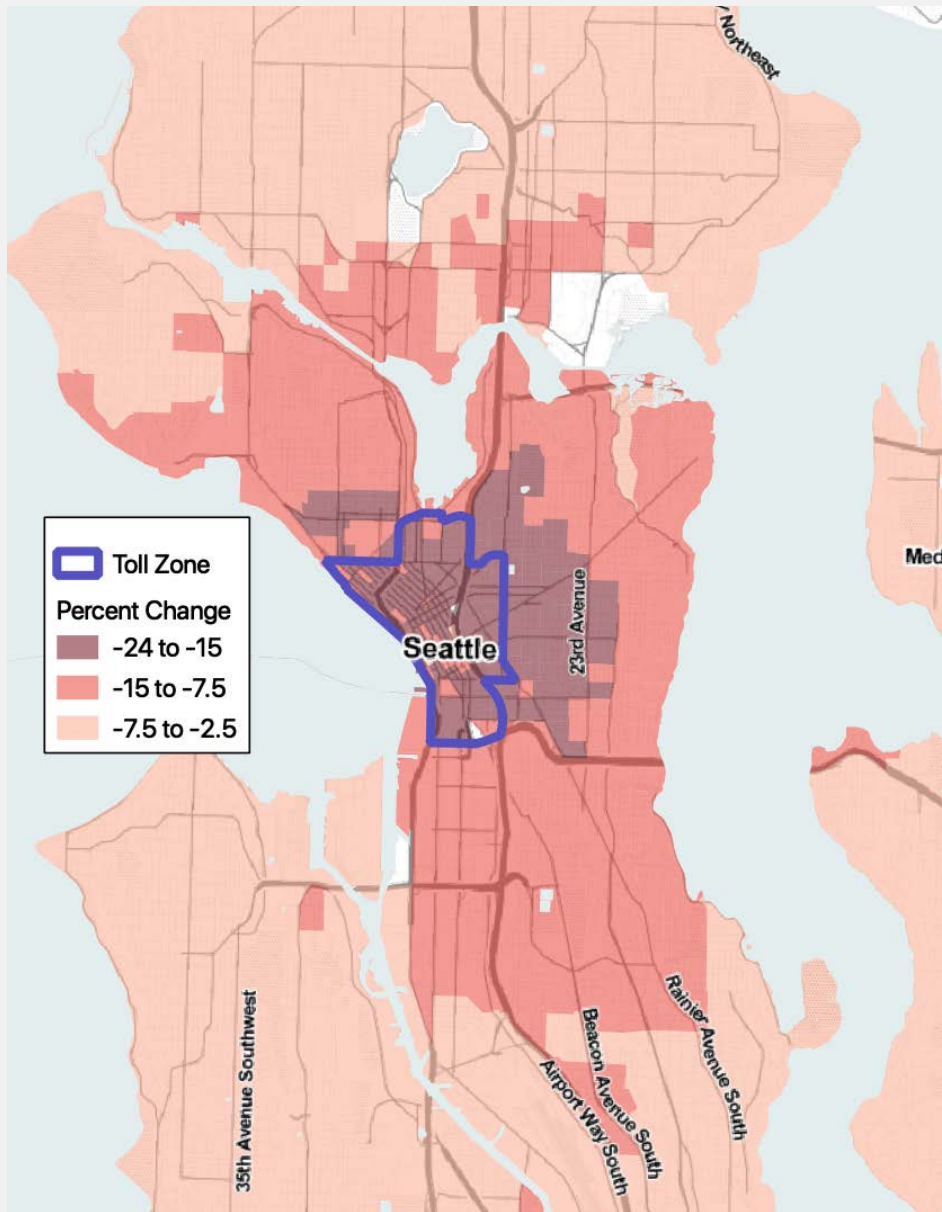 y Northeast
Toll Zone
Percent Change
-24 to -15
-15 to -7.5
-7.5 to -2.5
Seattle
23rd Avenue
Med
35th Avenue Southwest
Airport Way South
Beacon Avenue South
Rainier Avenue South